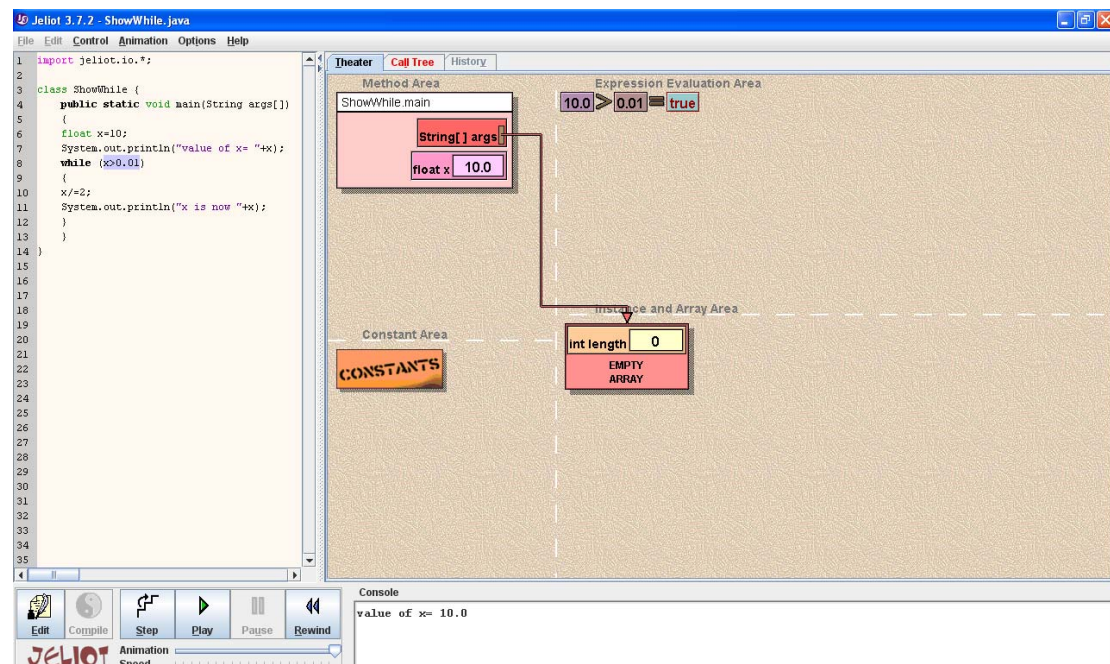 Jeliot 3.7.2 - ShowWhile.java
File Edit Control Animation Options Help
1 import jeliot.io.*;
2
3 class ShowWhile {
4 public static void main(String args[])
5 {
6 float x=10;
7 System.out.println("value of x= "+x);
8 while (x>0.01)
9 {
10 x/=2;
11 System.out.println("x is now "+x);
12 }
13 }
14 }
15
16
17
18
19
20
21
22
23
24
25
26
27
28
29
30
31
32
33
34
35
Theater Call Tree History
Method Area
ShowWhile.main
String[ ] args
float x 10.0
Expression Evaluation Area
10.0 > 0.01 = true
Constant Area
CONSTANTS
Instance and Array Area
int length 0
EMPTY
ARRAY
Edit Compile Step Play Pause Rewind
JELIOT
Animation
Speed
Console
value of x= 10.0